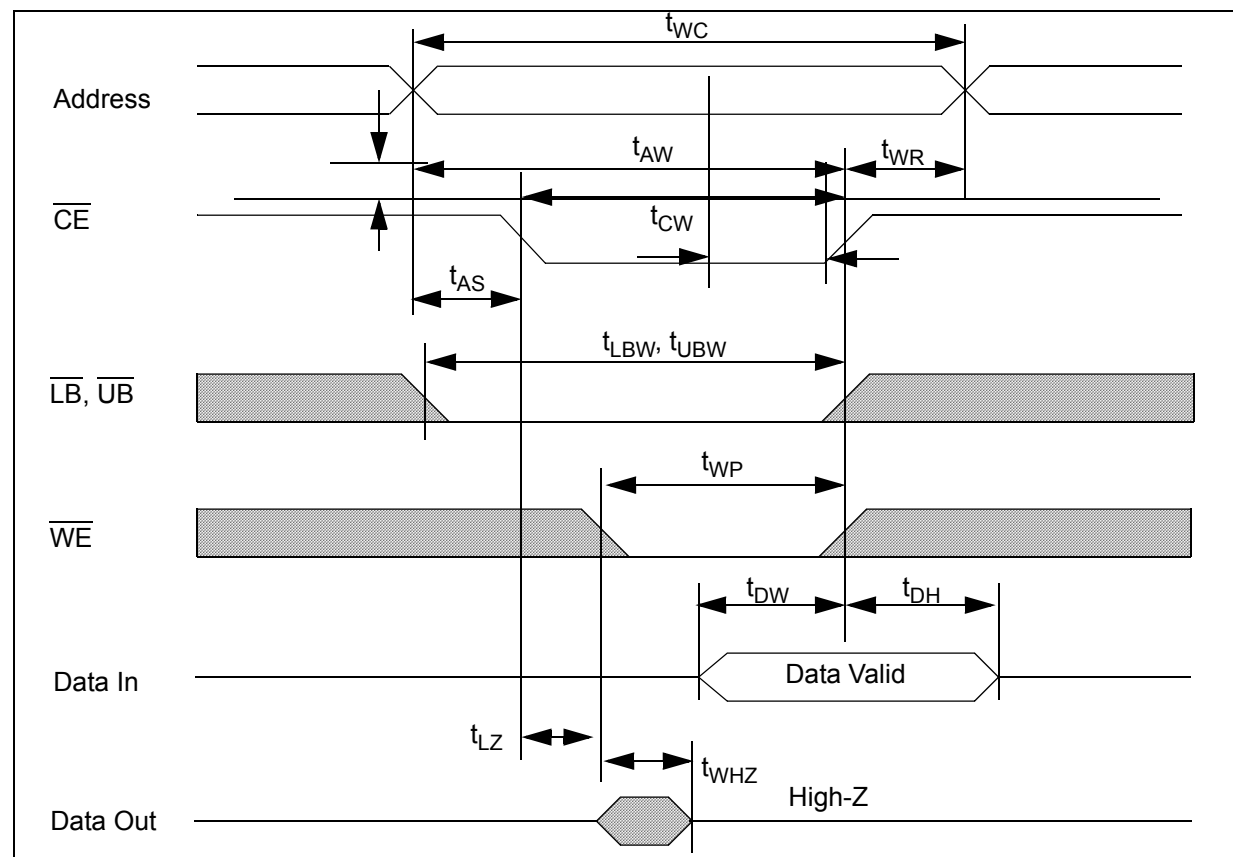 tWC
Address
tAW
tWR
CE
tCW
tAS
tLBW, tUBW
LB, UB
tWP
WE
tDW
tDH
Data In
Data Valid
tLZ
tWHZ
High-Z
Data Out